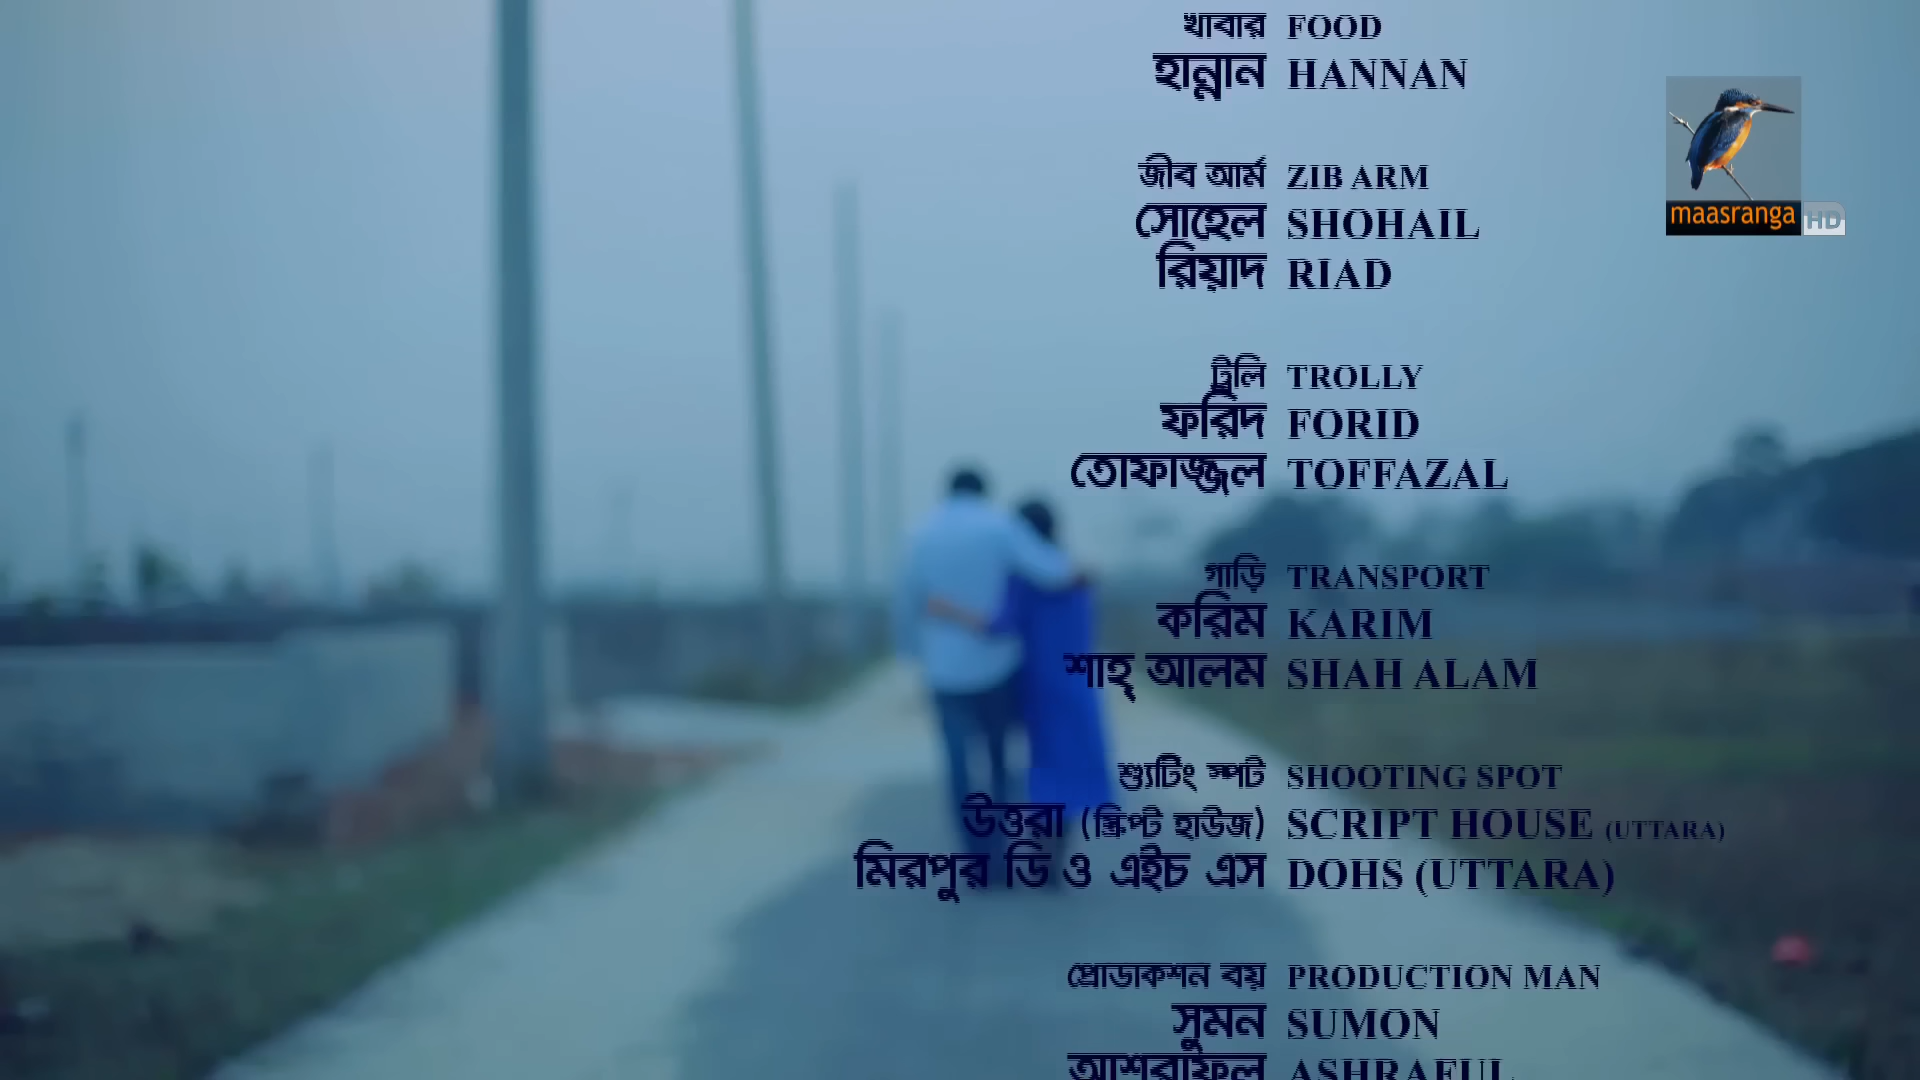 খাবার FOOD
হান্নান HANNAN
জীব আর্ম ZIB ARM
সোহেল SHOHAIL
রিয়াদ RIAD
ট্রলি TROLLY
ফরিদ FORID
তোফাজ্জল TOFFAZAL
গাড়ি TRANSPORT
করিম KARIM
শাহ্ আলম SHAH ALAM
শ্যুটিং স্পট SHOOTING SPOT
উত্তরা (স্ক্রিপ্ট হাউজ) SCRIPT HOUSE (UTTARA)
মিরপুর ডি ও এইচ এস DOHS (UTTARA)
প্রোডাকশন বয় PRODUCTION MAN
সুমন SUMON
আশরাফুল ASHRAFUL
maasranga HD